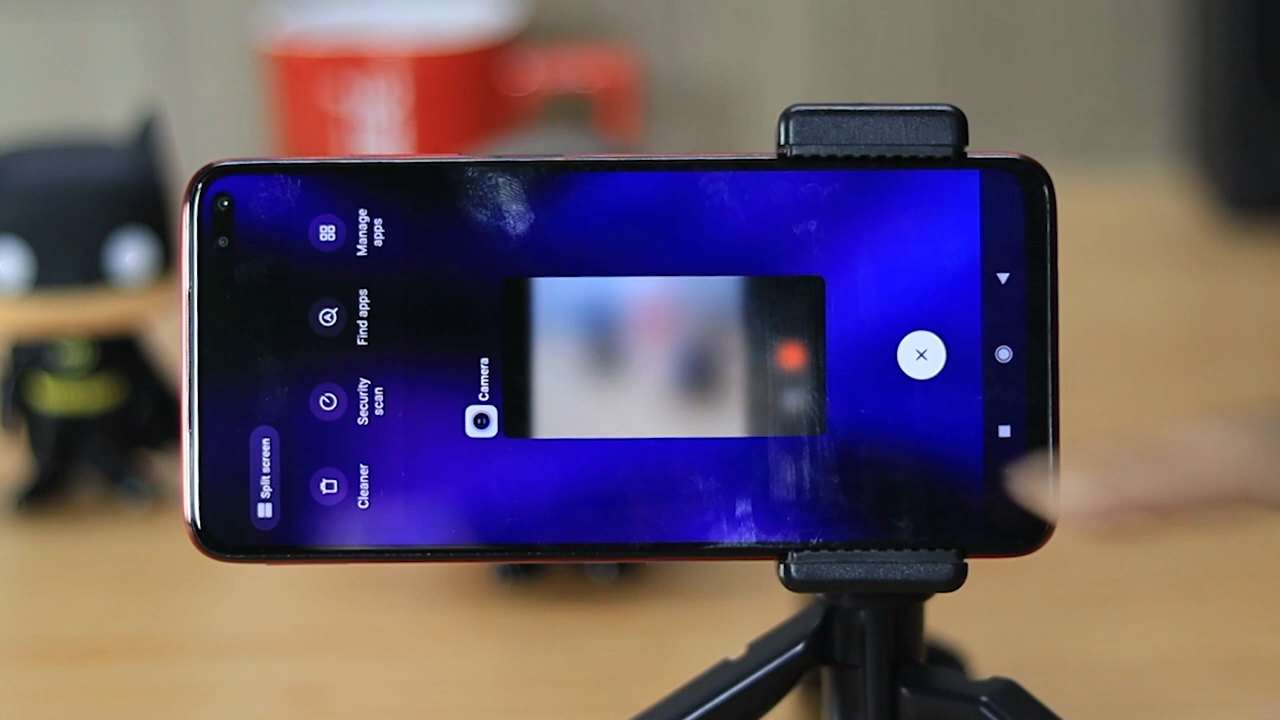 Split screen
Cleaner
Security
scan
Find apps
Manage
apps
Camera